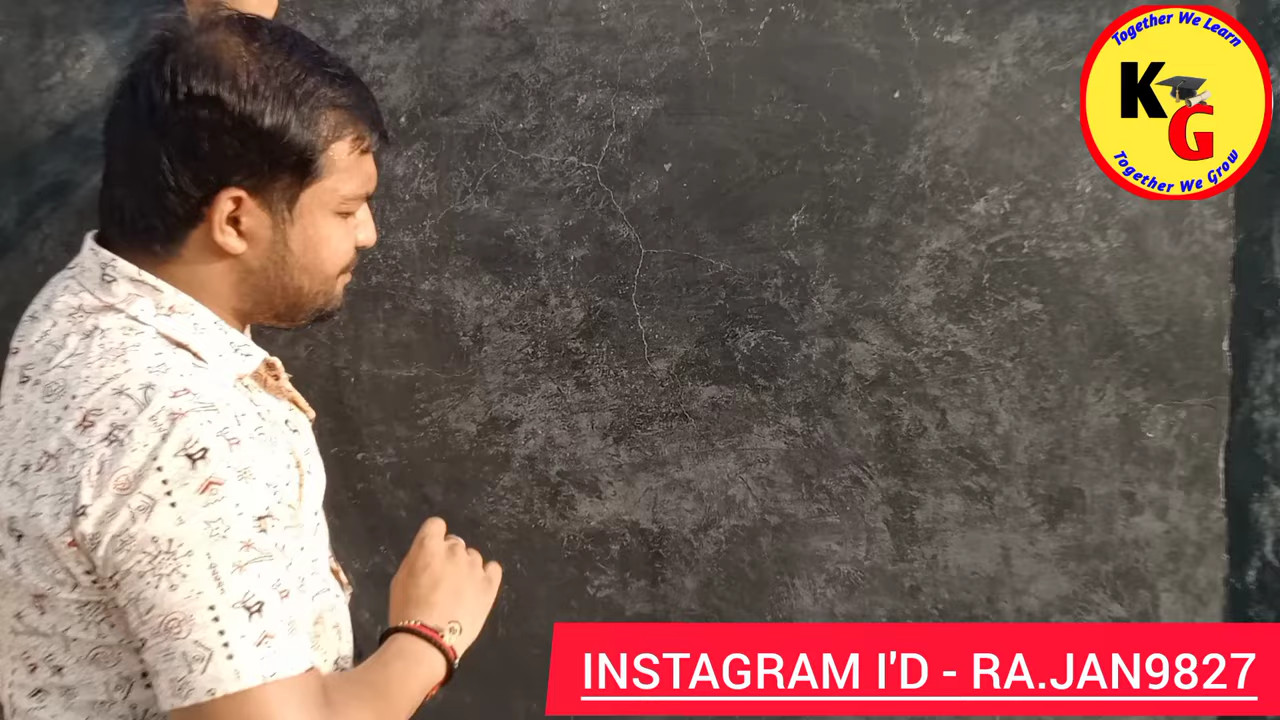 Together We Learn
KG
Together We Grow
INSTAGRAM I'D - RA.JAN9827